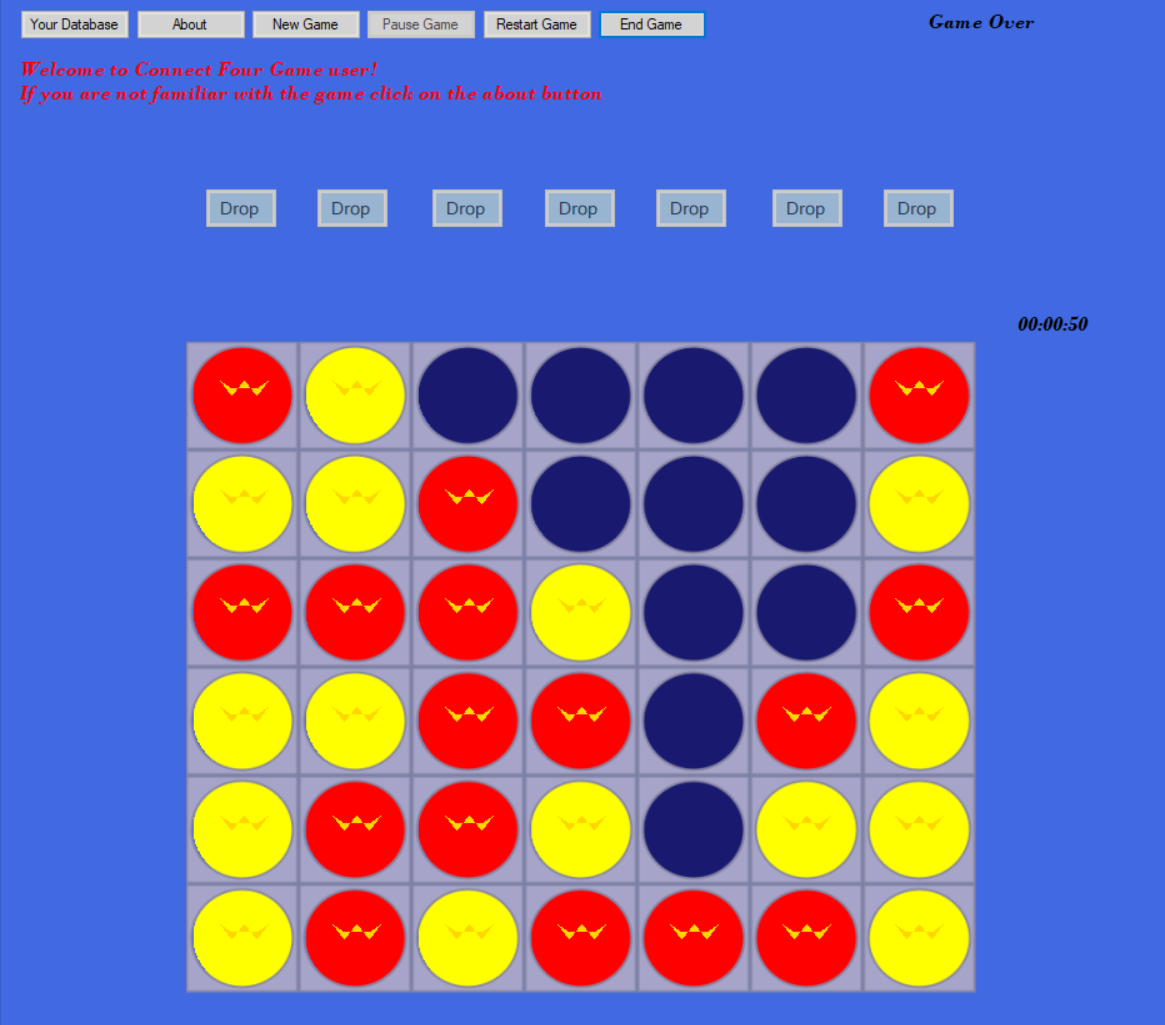 Your Database About New Game Pause Game Restart Game End Game Game Over
Welcome to Connect Four Game user!
If you are not familiar with the game click on the about button
Drop Drop Drop Drop Drop Drop Drop
00:00:50